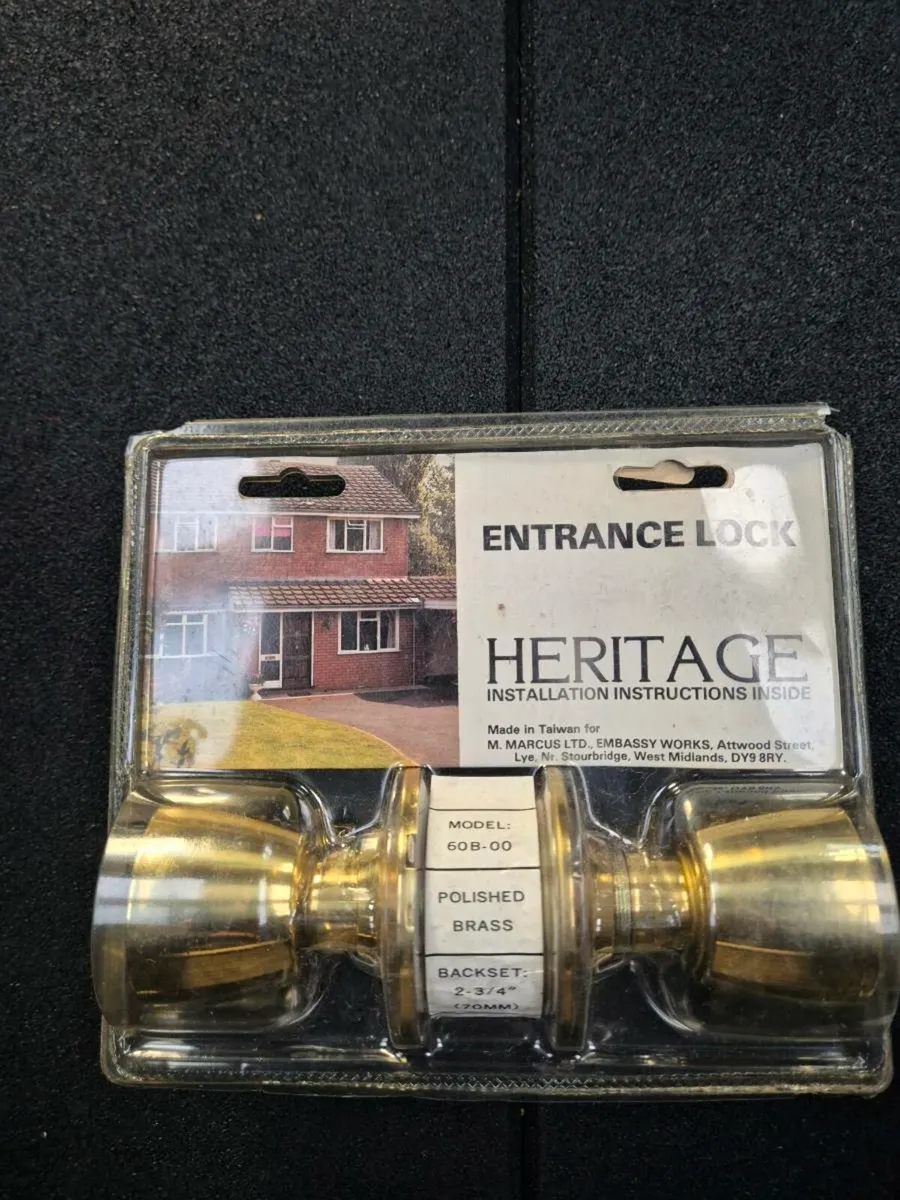 ENTRANCE LOCK
HERITAGE
INSTALLATION INSTRUCTIONS INSIDE
Made in Taiwan for
M. MARCUS LTD., EMBASSY WORKS, Attwood Street,
Lye, Nr. Stourbridge, West Midlands, DY9 8RY.
MODEL:
60B-00
POLISHED
BRASS
BACKSET:
2-3/4"
(70MM)